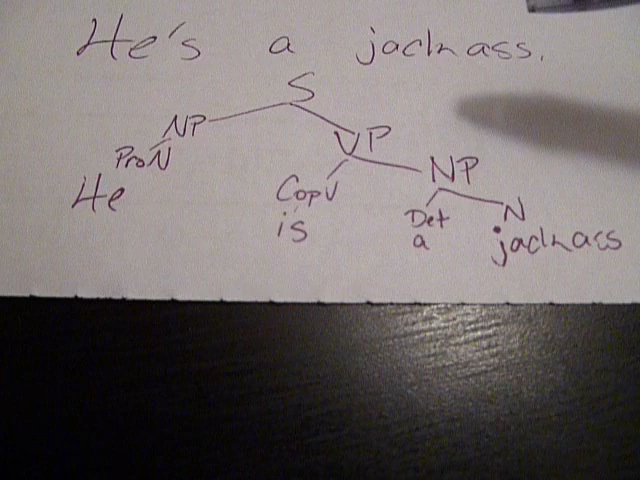 He's a jackass.
S
NP VP
ProN NP
He CopV Det N
is a jackass